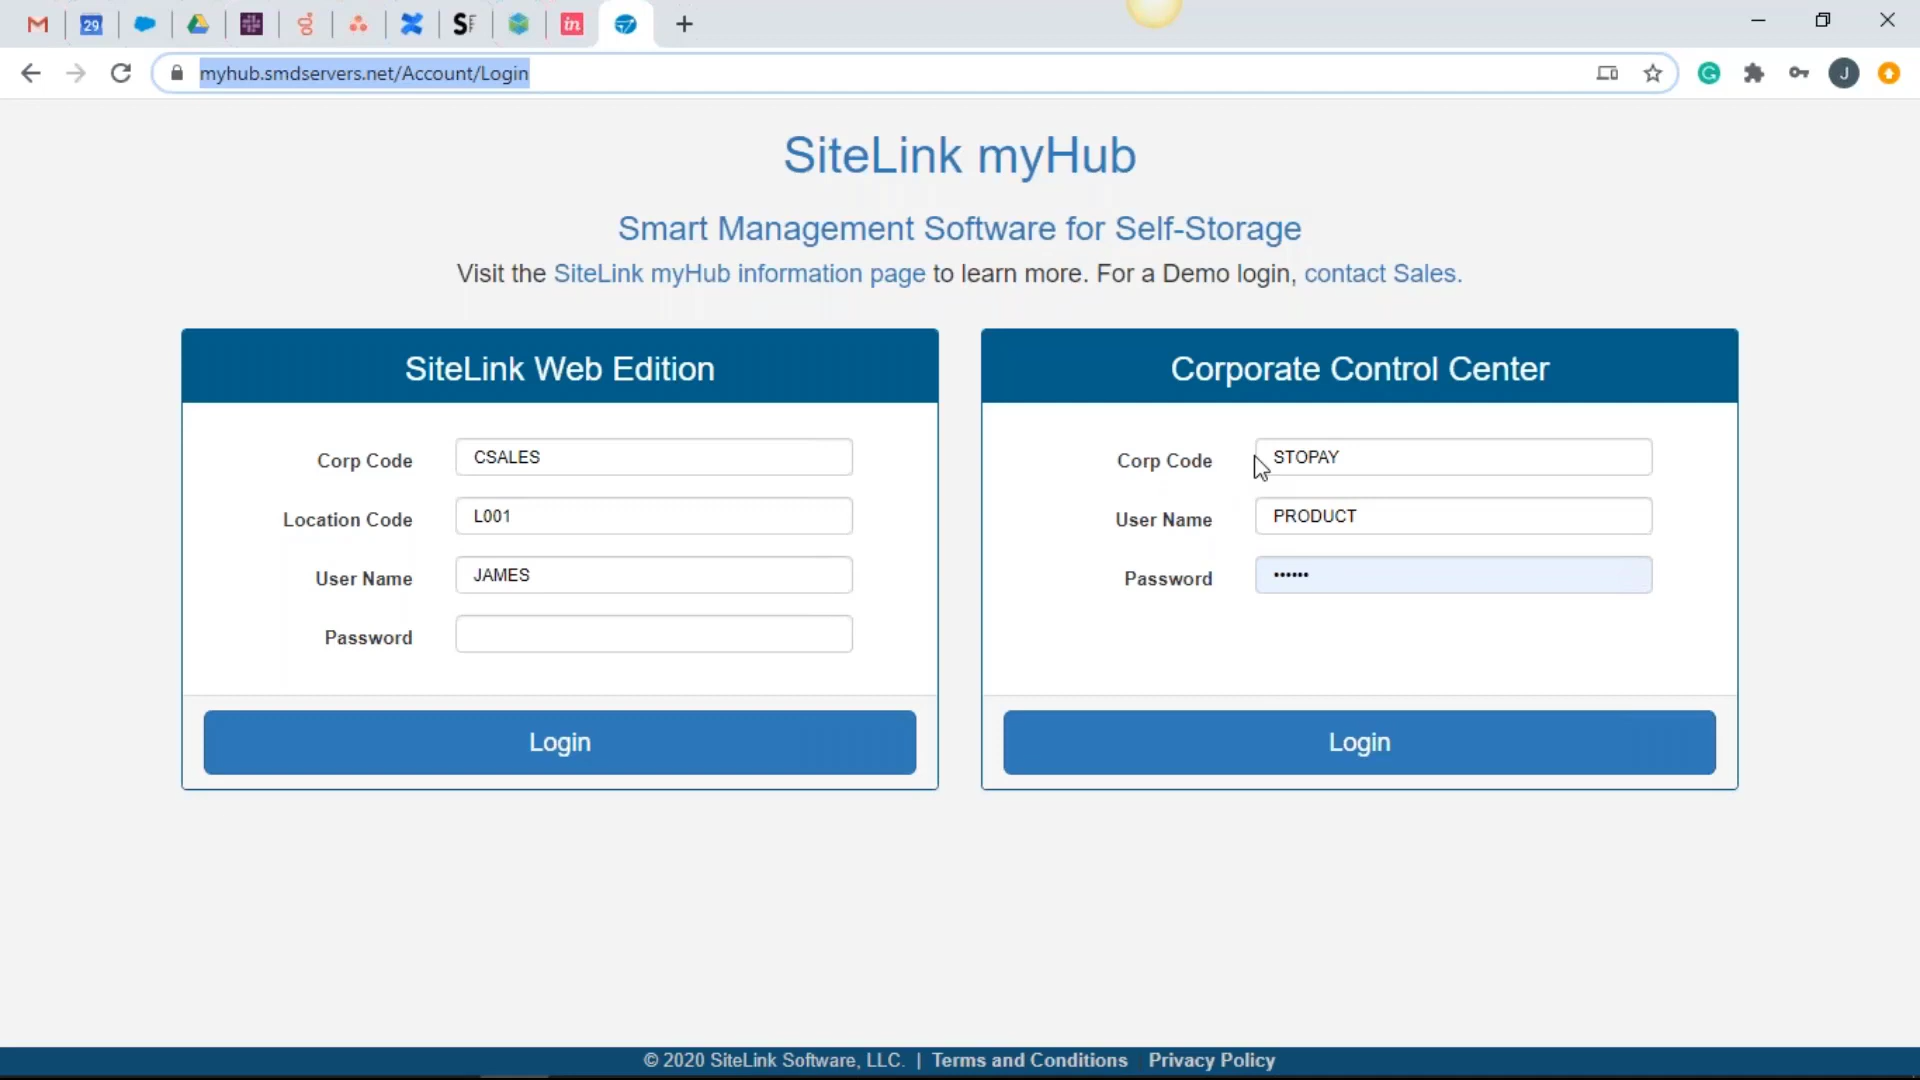 29
SF
in
myhub.smdservers.net/Account/Login
J
SiteLink myHub
Smart Management Software for Self-Storage
Visit the SiteLink myHub information page to learn more. For a Demo login, contact Sales.
SiteLink Web Edition
Corp Code CSALES
Location Code L001
User Name JAMES
Password
Login
Corporate Control Center
Corp Code STOPAY
User Name PRODUCT
Password ••••••
Login
© 2020 SiteLink Software, LLC. | Terms and Conditions Privacy Policy